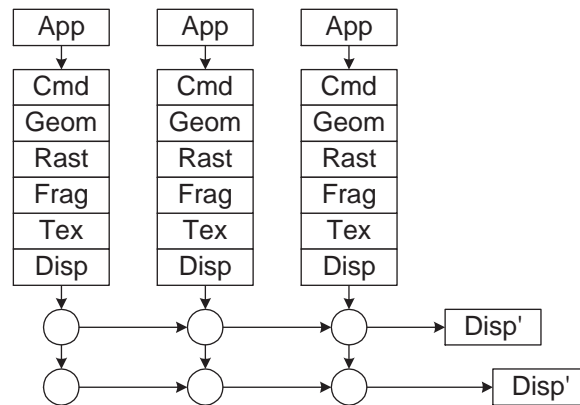 App App App
Cmd Cmd Cmd
Geom Geom Geom
Rast Rast Rast
Frag Frag Frag
Tex Tex Tex
Disp Disp Disp
Disp'
Disp'